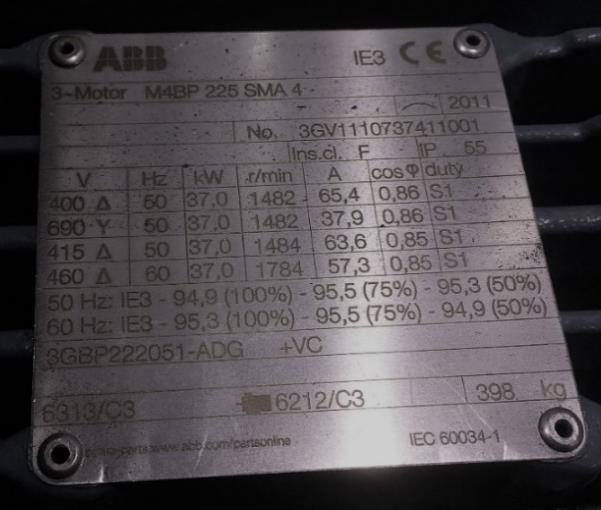 ABB IE3 CE
3~Motor M4BP 225 SMA 4
2011
No. 3GV1110737411001
Ins.cl. F IP 55
V Hz kW r/min A cosφ duty
400 Δ 50 37,0 1482 65,4 0,86 S1
690 Y 50 37,0 1482 37,9 0,86 S1
415 Δ 50 37,0 1484 63,6 0,85 S1
460 Δ 60 37,0 1784 57,3 0,85 S1
50 Hz: IE3 - 94,9 (100%) - 95,5 (75%) - 95,3 (50%)
60 Hz: IE3 - 95,3 (100%) - 95,5 (75%) - 94,9 (50%)
3GBP222051-ADG +VC
6313/C3 6212/C3 398 kg
www.abb.com/partsonline IEC 60034-1